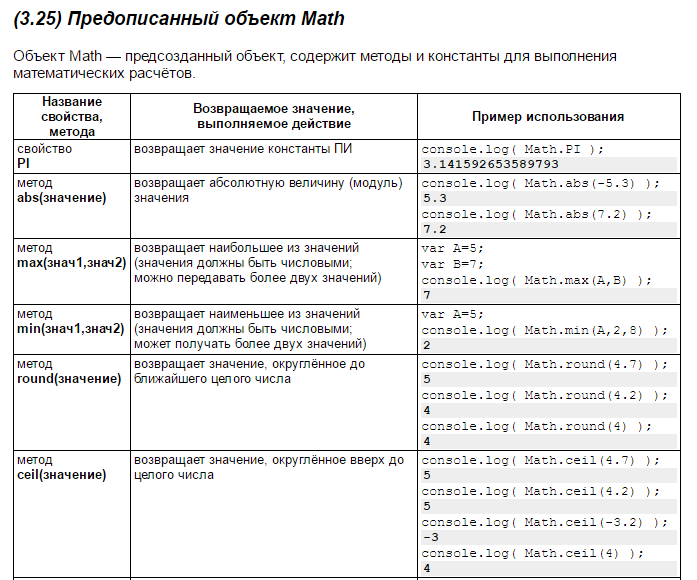 (3.25) Предописанный объект Math
Объект Math — предсозданный объект, содержит методы и константы для выполнения
математических расчётов.
Название
свойства,
метода
Возвращаемое значение,
выполняемое действие
Пример использования
свойство
PI
возвращает значение константы ПИ
console.log( Math.PI );
3.141592653589793
метод
abs(значение)
возвращает абсолютную величину (модуль)
значения
console.log( Math.abs(-5.3) );
5.3
console.log( Math.abs(7.2) );
7.2
метод
max(знач1,знач2)
возвращает наибольшее из значений
(значения должны быть числовыми;
можно передавать более двух значений)
var A=5;
var B=7;
console.log( Math.max(A,B) );
7
метод
min(знач1,знач2)
возвращает наименьшее из значений
(значения должны быть числовыми;
может получать более двух значений)
var A=5;
console.log( Math.min(A,2,8) );
2
метод
round(значение)
возвращает значение, округлённое до
ближайшего целого числа
console.log( Math.round(4.7) );
5
console.log( Math.round(4.2) );
4
console.log( Math.round(4) );
4
метод
ceil(значение)
возвращает значение, округлённое вверх до
целого числа
console.log( Math.ceil(4.7) );
5
console.log( Math.ceil(4.2) );
5
console.log( Math.ceil(-3.2) );
-3
console.log( Math.ceil(4) );
4